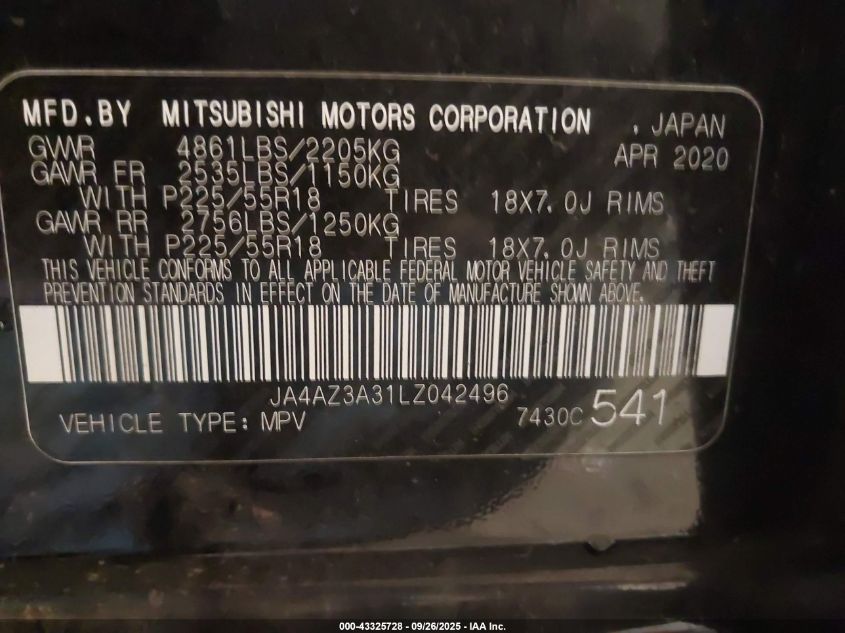 MFD.BY MITSUBISHI MOTORS CORPORATION , JAPAN
GVWR 4861LBS/2205KG APR 2020
GAWR FR 2535LBS/1150KG
WITH P225/55R18 TIRES 18X7.0J RIMS
GAWR RR 2756LBS/1250KG
WITH P225/55R18 TIRES 18X7.0J RIMS
THIS VEHICLE CONFORMS TO ALL APPLICABLE FEDERAL MOTOR VEHICLE SAFETY AND THEFT
PREVENTION STANDARDS IN EFFECT ON THE DATE OF MANUFACTURE SHOWN ABOVE.
JA4AZ3A31LZ042496
VEHICLE TYPE: MPV 7430C 541
000-43325728 - 09/26/2025 - IAA Inc.